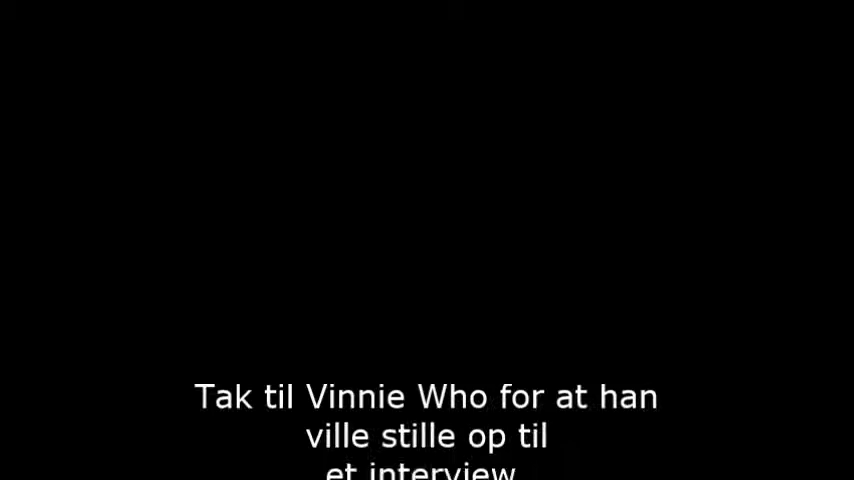 Tak til Vinnie Who for at han
ville stille op til
et interview